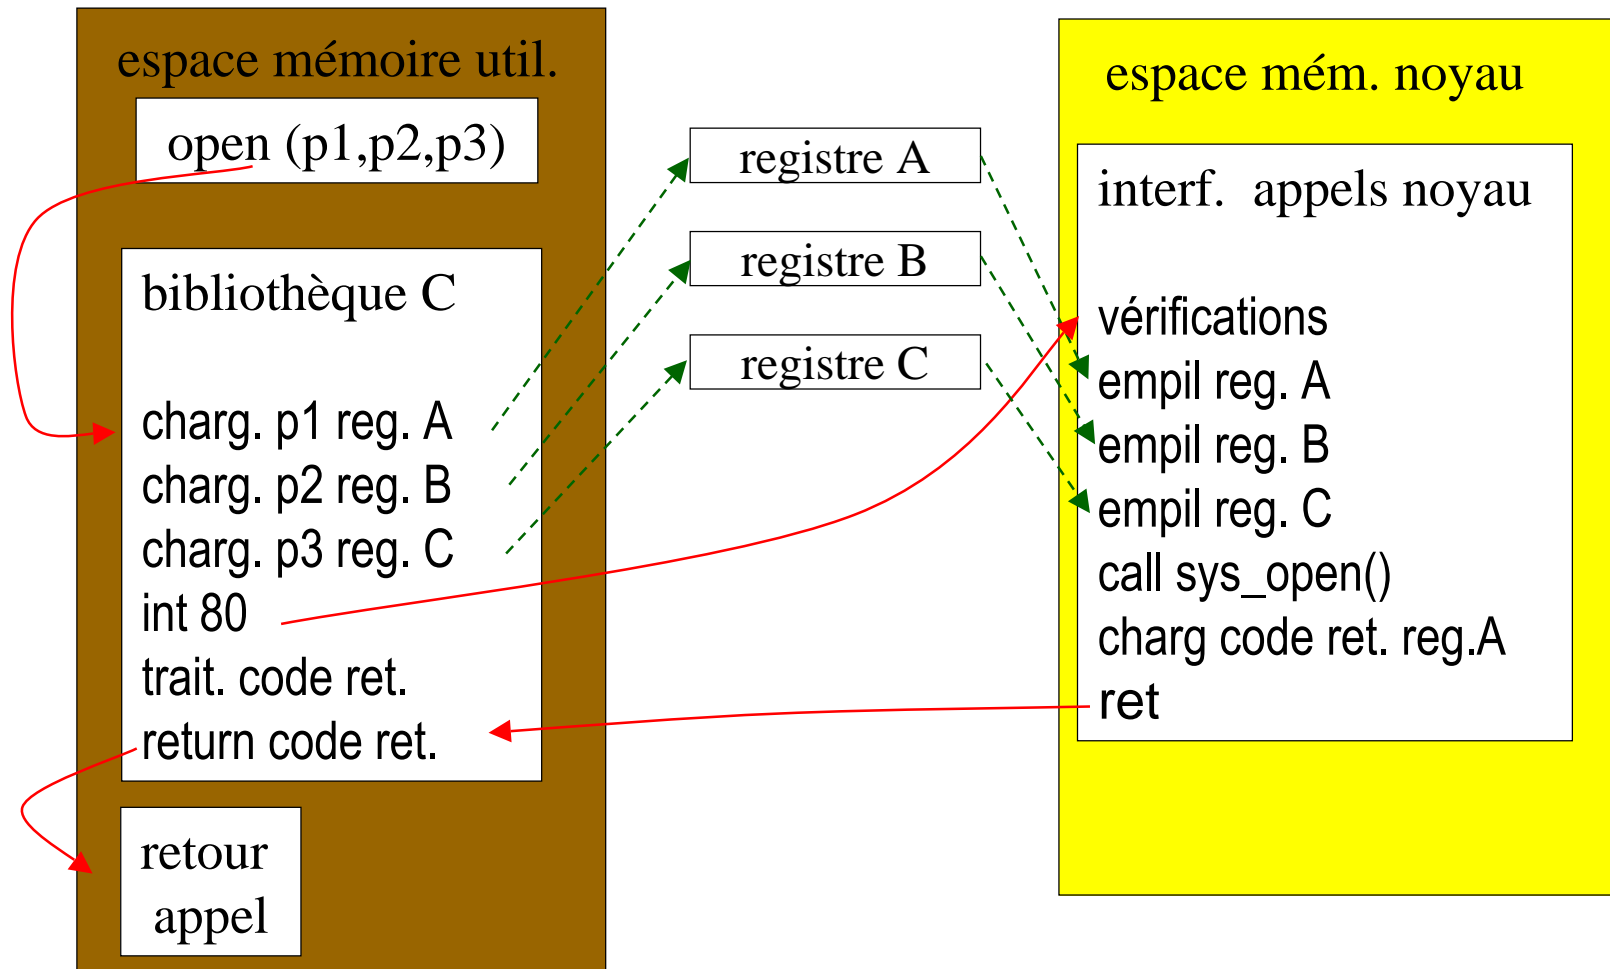 espace mémoire util.
open (p1,p2,p3)
bibliothèque C
charg. p1 reg. A
charg. p2 reg. B
charg. p3 reg. C
int 80
trait. code ret.
return code ret.
retour
appel
registre A
registre B
registre C
espace mém. noyau
interf. appels noyau
vérifications
empil reg. A
empil reg. B
empil reg. C
call sys_open()
charg code ret. reg.A
ret